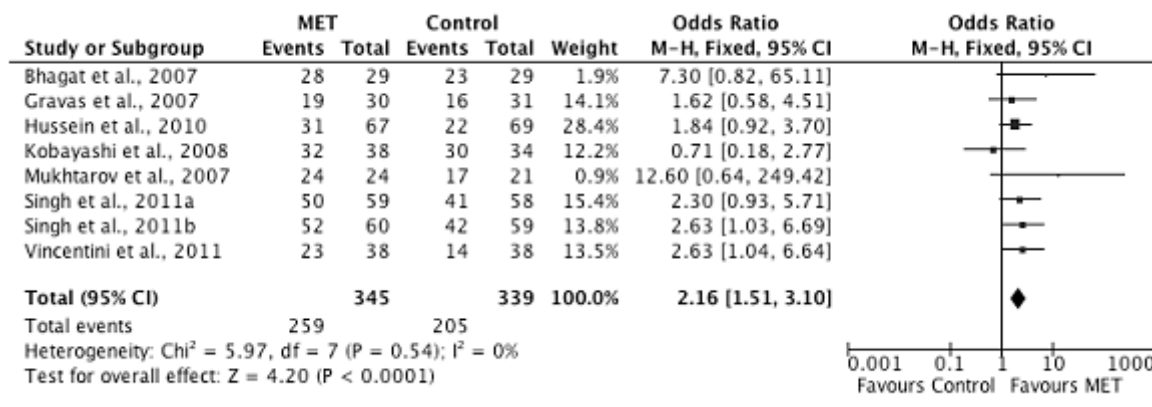 MET Control Odds Ratio Odds Ratio
Study or Subgroup Events Total Events Total Weight M-H, Fixed, 95% CI M-H, Fixed, 95% CI
Bhagat et al., 2007 28 29 23 29 1.9% 7.30 [0.82, 65.11]
Gravas et al., 2007 19 30 16 31 14.1% 1.62 [0.58, 4.51]
Hussein et al., 2010 31 67 22 69 28.4% 1.84 [0.92, 3.70]
Kobayashi et al., 2008 32 38 30 34 12.2% 0.71 [0.18, 2.77]
Mukhtarov et al., 2007 24 24 17 21 0.9% 12.60 [0.64, 249.42]
Singh et al., 2011a 50 59 41 58 15.4% 2.30 [0.93, 5.71]
Singh et al., 2011b 52 60 42 59 13.8% 2.63 [1.03, 6.69]
Vincentini et al., 2011 23 38 14 38 13.5% 2.63 [1.04, 6.64]
Total (95% CI) 345 339 100.0% 2.16 [1.51, 3.10]
Total events 259 205
Heterogeneity: Chi² = 5.97, df = 7 (P = 0.54); I² = 0%
Test for overall effect: Z = 4.20 (P < 0.0001)
0.001 0.1 1 10 1000
Favours Control Favours MET